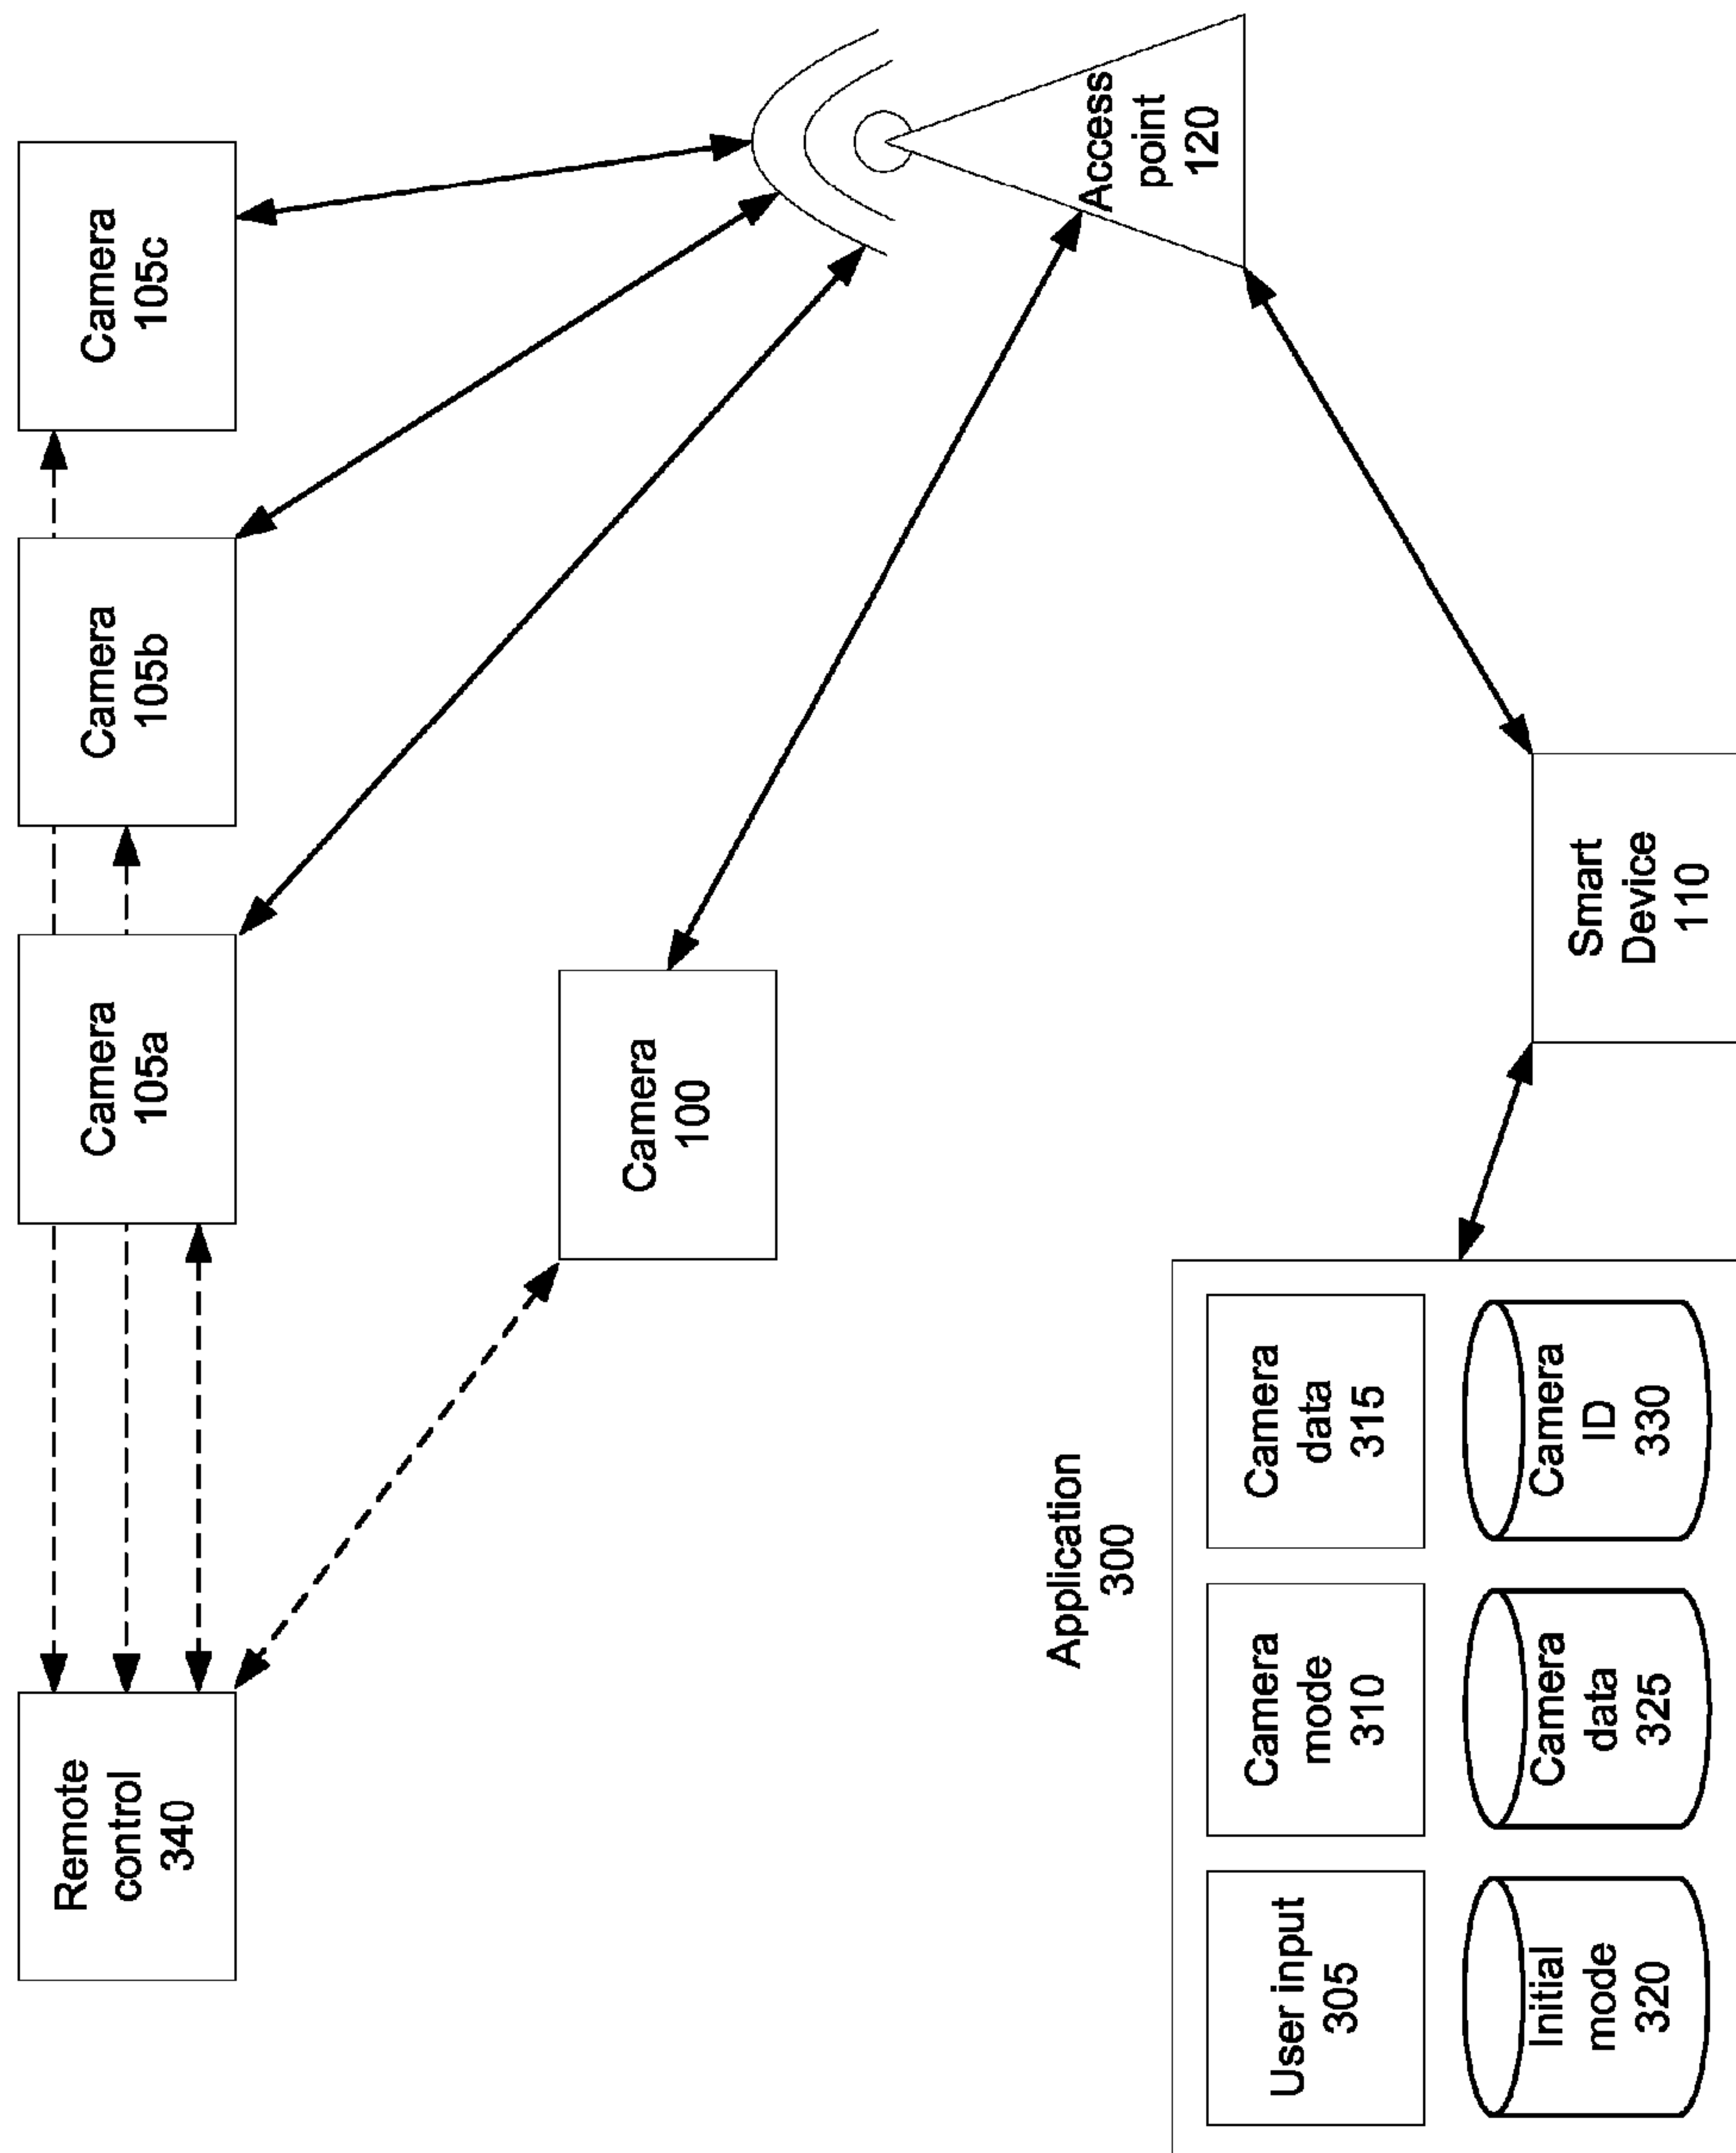 Remote
control
340
Camera
105a
Camera
105b
Camera
105c
Camera
100
Access
point
120
Application
300
User input
305
Camera
mode
310
Camera
data
315
Initial
mode
320
Camera
data
325
Camera
ID
330
Smart
Device
110